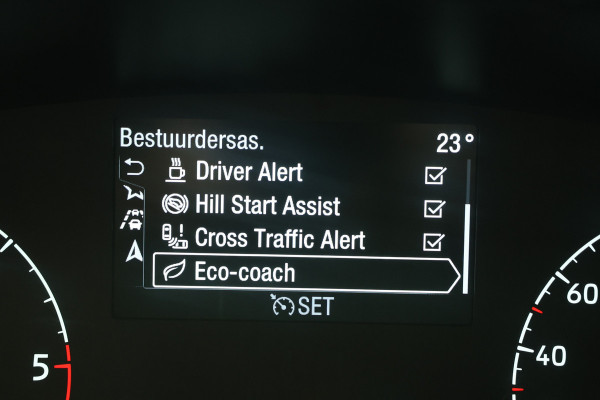 Bestuurdersas. 23°
Driver Alert
Hill Start Assist
Cross Traffic Alert
Eco-coach
SET
5
60
40